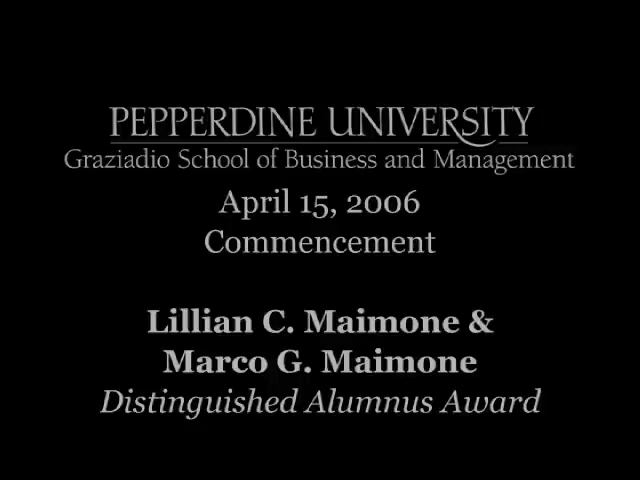 PEPPERDINE UNIVERSITY
Graziadio School of Business and Management
April 15, 2006
Commencement
Lillian C. Maimone &
Marco G. Maimone
Distinguished Alumnus Award